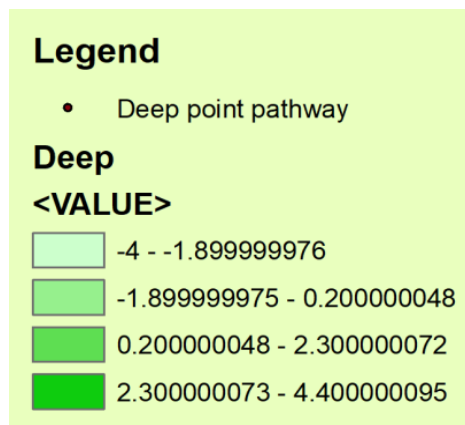 Legend
Deep point pathway
Deep
<VALUE>
-4 - -1.899999976
-1.899999975 - 0.200000048
0.200000048 - 2.300000072
2.300000073 - 4.400000095